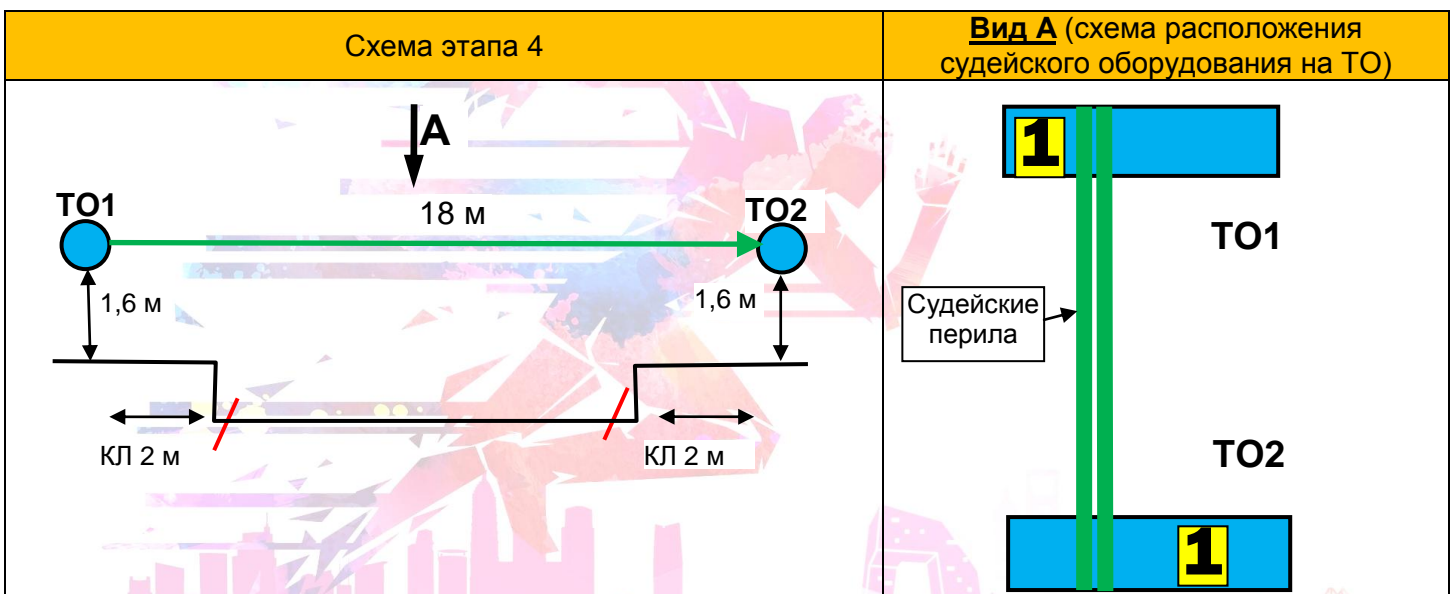 Схема этапа 4
Вид А (схема расположения
судейского оборудования на ТО)
А
ТО1
18 м
ТО2
1,6 м
1,6 м
КЛ 2 м
КЛ 2 м
1
ТО1
Судейские
перила
ТО2
1